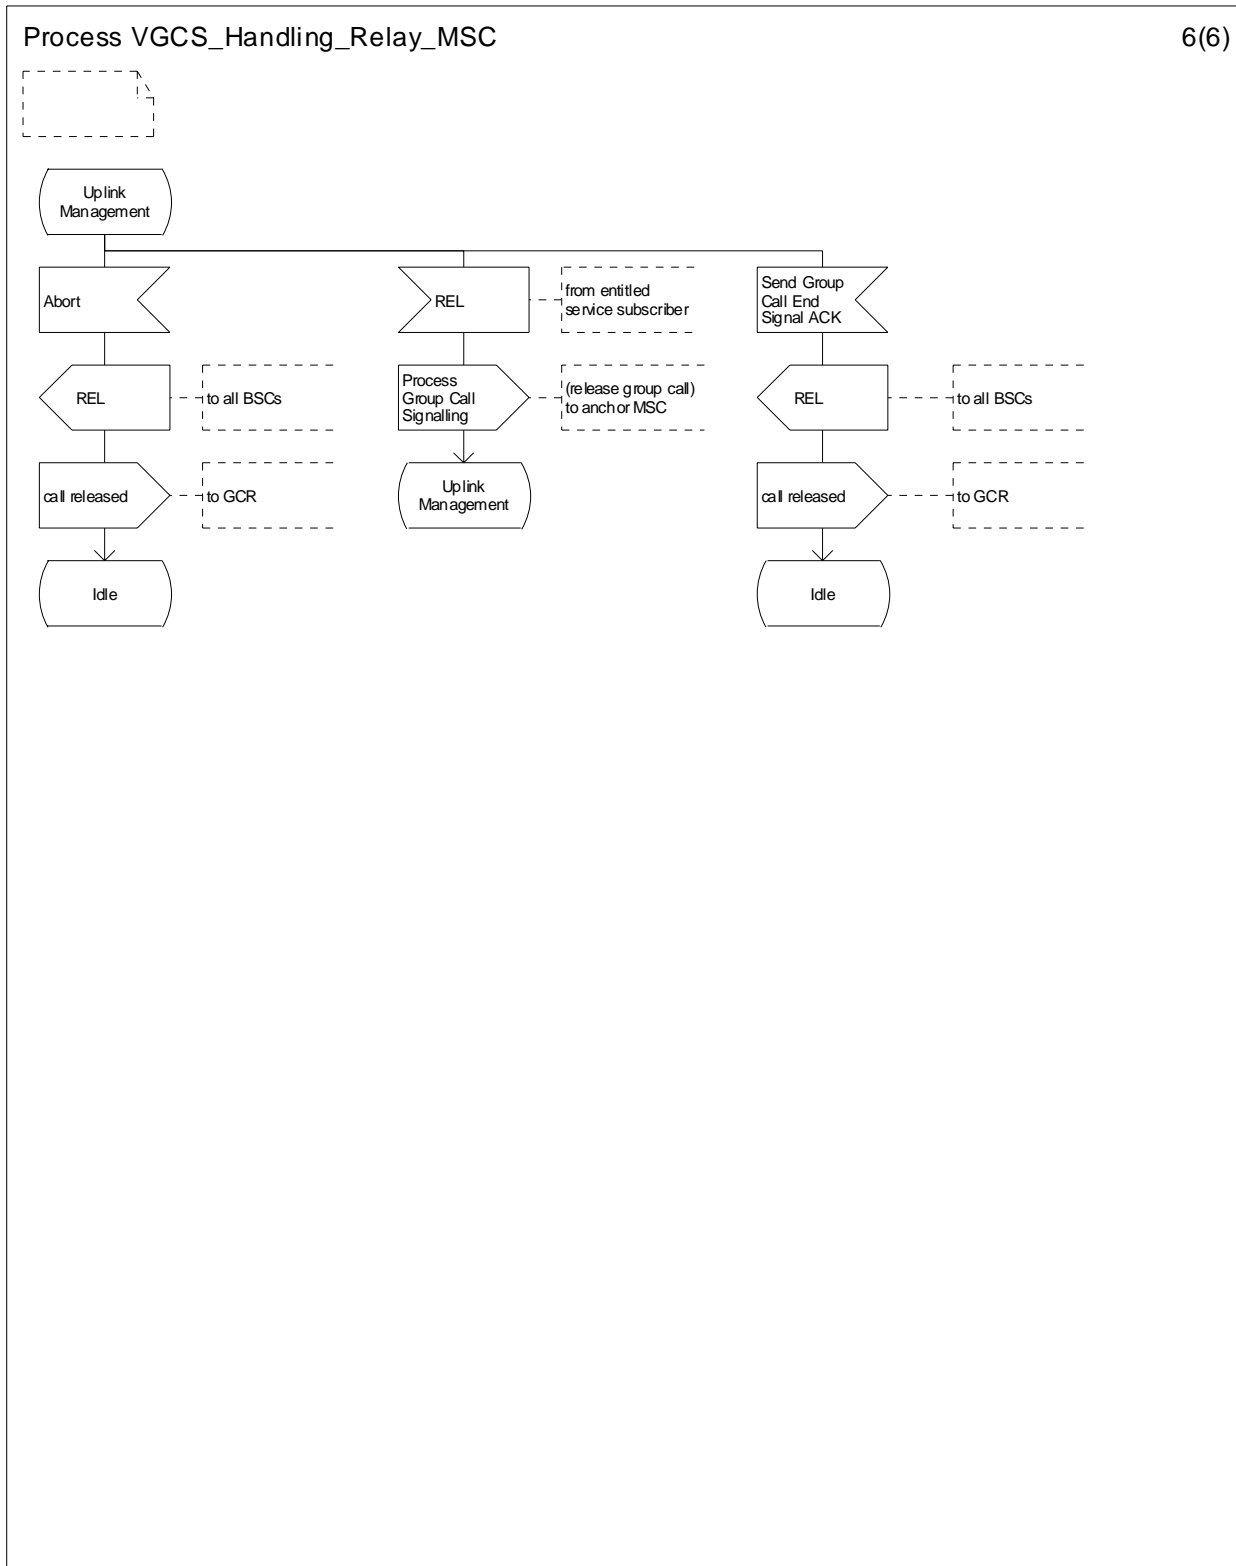 Process VGCS_Handling_Relay_MSC
6(6)
Uplink
Management
Abort
REL
from entitled
service subscriber
Send Group
Call End
Signal ACK
REL
to all BSCs
Process
Group Call
Signalling
(release group call)
to anchor MSC
REL
to all BSCs
call released
to GCR
Uplink
Management
call released
to GCR
Idle
Idle